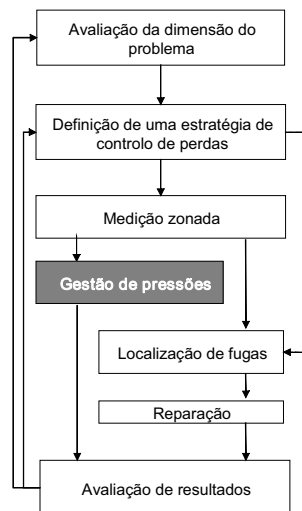 Avaliação da dimensão do
problema
Definição de uma estratégia de
controlo de perdas
Medição zonada
Gestão de pressões
Localização de fugas
Reparação
Avaliação de resultados